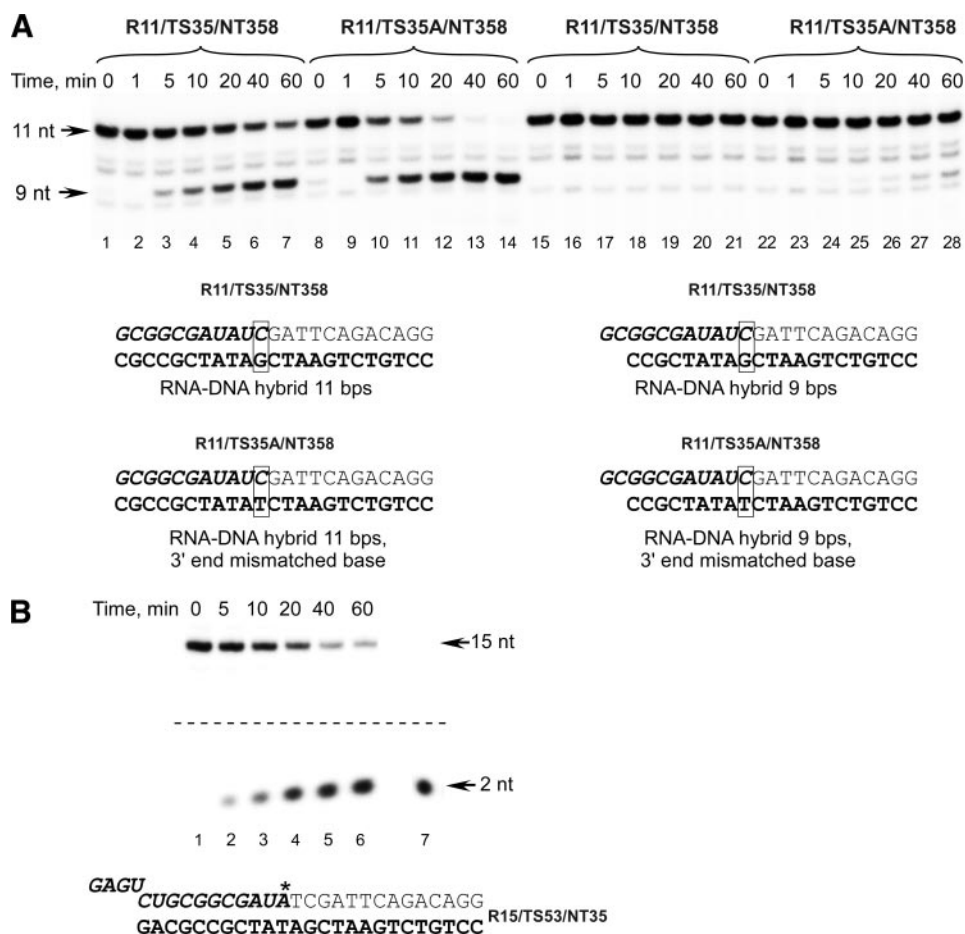 A
R11/TS35/NT358 R11/TS35A/NT358 R11/TS35/NT358 R11/TS35A/NT358
Time, min 0 1 5 10 20 40 60 0 1 5 10 20 40 60 0 1 5 10 20 40 60 0 1 5 10 20 40 60
11 nt
9 nt
1 2 3 4 5 6 7 8 9 10 11 12 13 14 15 16 17 18 19 20 21 22 23 24 25 26 27 28
R11/TS35/NT358 R11/TS35/NT358
GCGGCGAUAUCGATTCAGACAGG GCGGCGAUAUCGATTCAGACAGG
CGCCGCTATAGCTAAGTCTGTCC CCGCTATAGCTAAGTCTGTCC
RNA-DNA hybrid 11 bps RNA-DNA hybrid 9 bps
R11/TS35A/NT358 R11/TS35A/NT358
GCGGCGAUAUCGATTCAGACAGG GCGGCGAUAUCGATTCAGACAGG
CGCCGCTATATCTAAGTCTGTCC CCGCTATATCTAAGTCTGTCC
RNA-DNA hybrid 11 bps, RNA-DNA hybrid 9 bps,
3' end mismatched base 3' end mismatched base
B
Time, min 0 5 10 20 40 60
15 nt
2 nt
1 2 3 4 5 6 7
GAGU *
CUGCGGCGAUATCGATTCAGACAGG
GACGCCGCTATAGCTAAGTCTGTCC R15/TS53/NT35